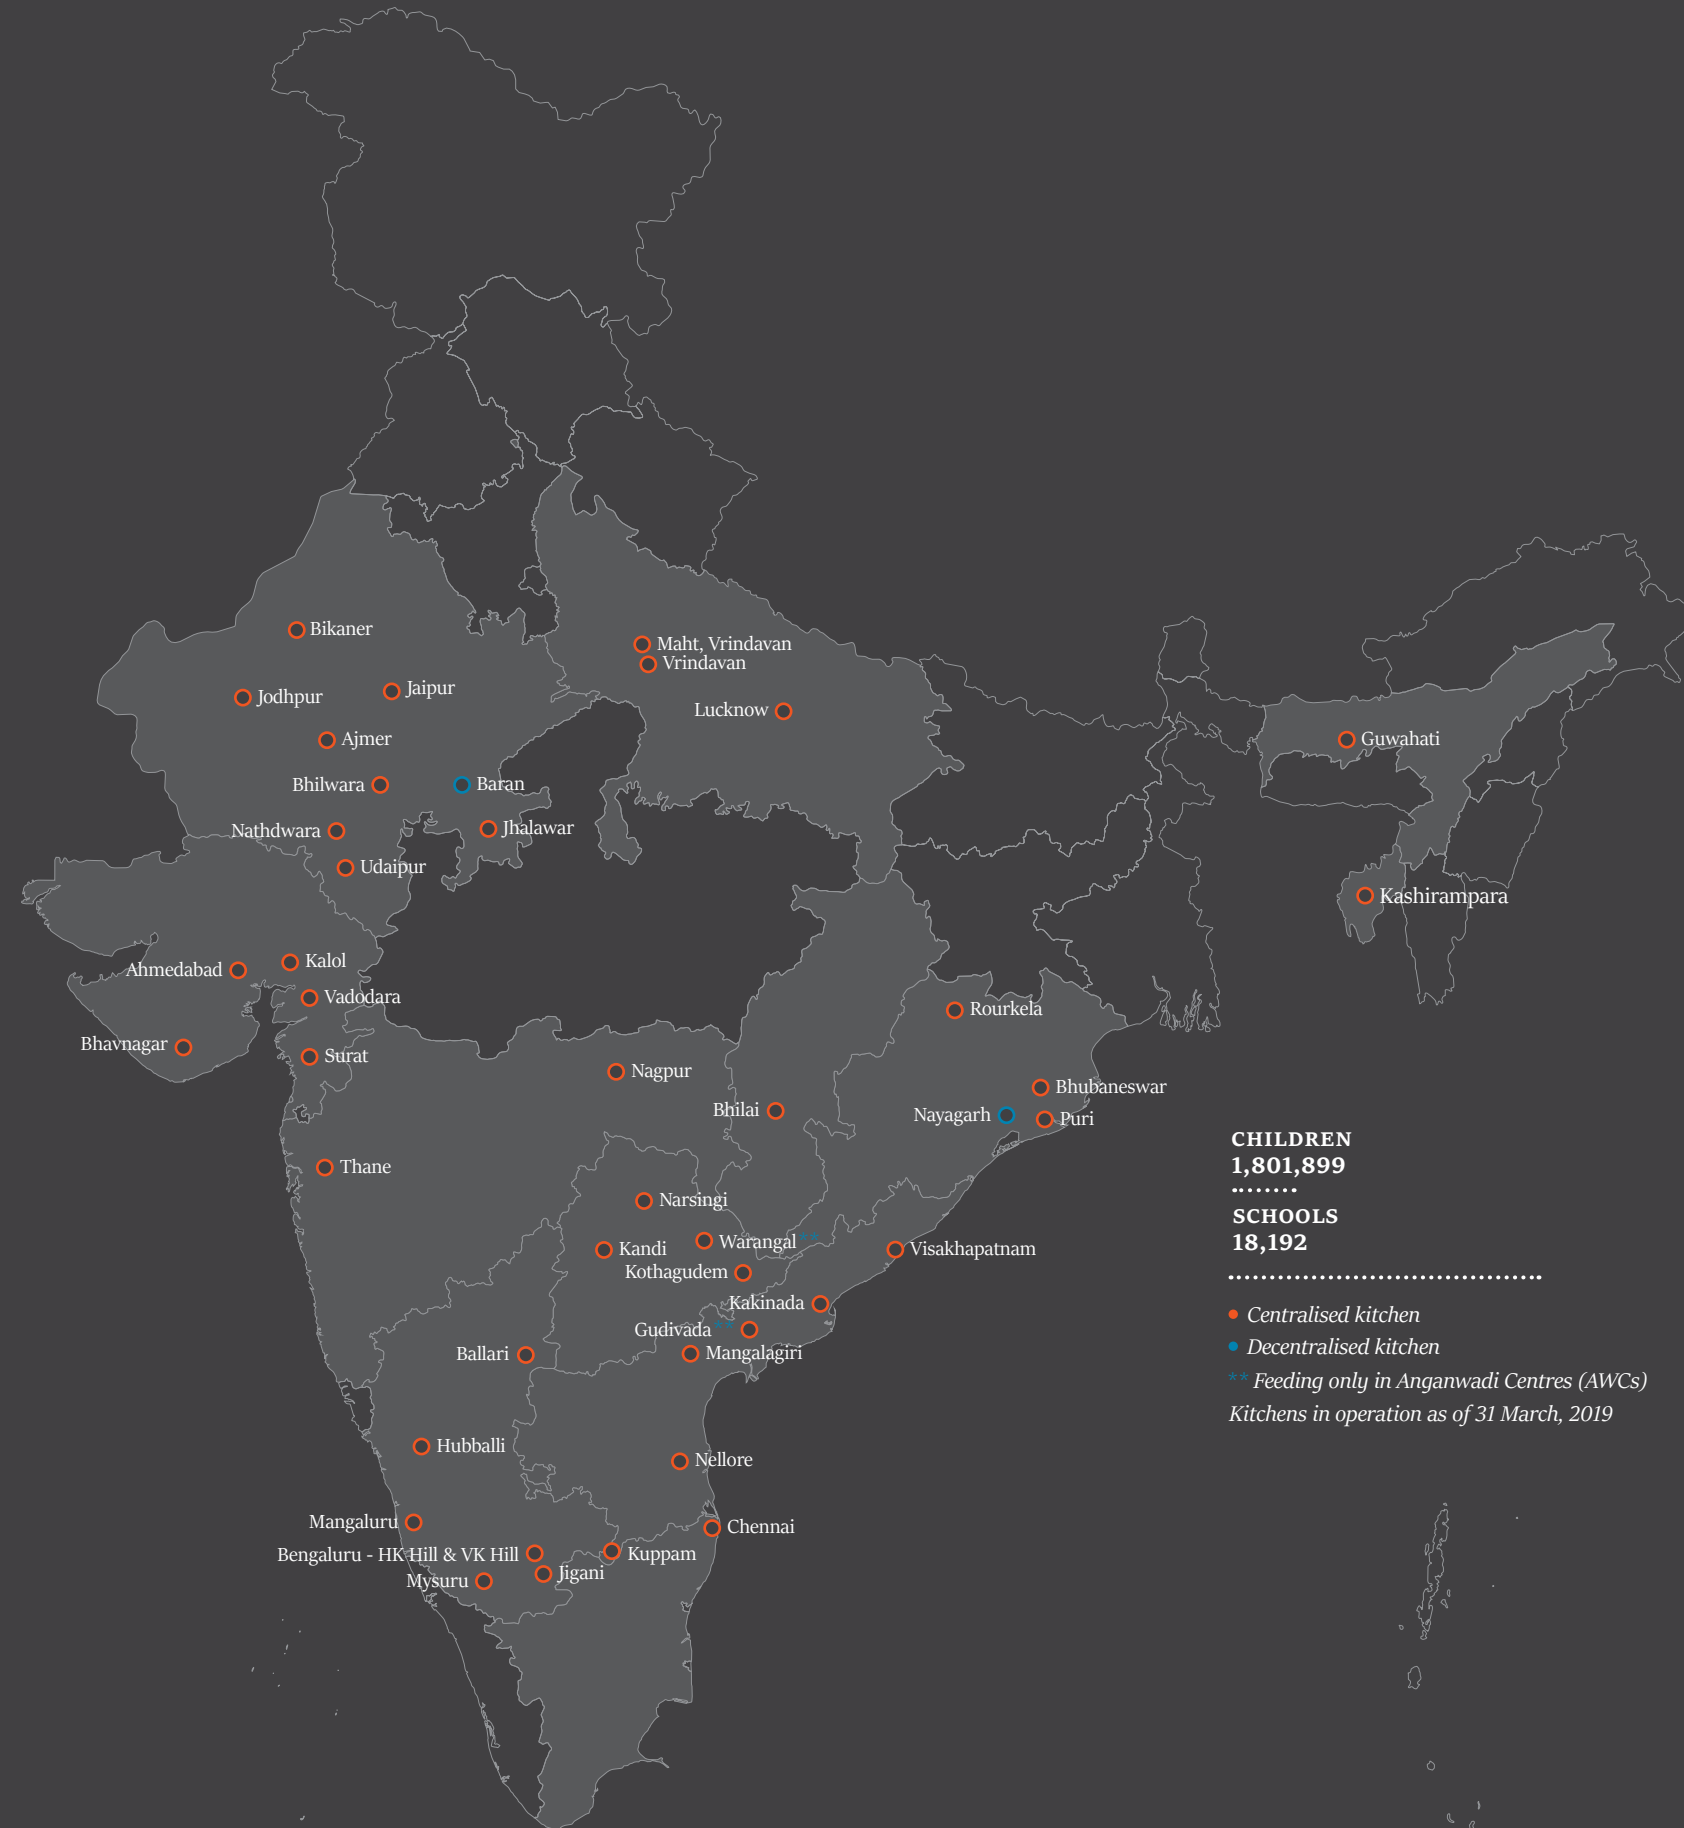 Bikaner
Maht, Vrindavan
Vrindavan
Jaipur
Jodhpur
Lucknow
Ajmer
Guwahati
Bhilwara
Baran
Nathdwara
Jhalawar
Udaipur
Kashirampara
Kalol
Ahmedabad
Vadodara
Rourkela
Bhavnagar
Surat
Nagpur
Bhubaneswar
Bhilai
Nayagarh
Puri
Thane
Narsingi
Warangal**
Kandi
Visakhapatnam
Kothagudem
Kakinada
Gudivada**
Mangalagiri
Ballari
Hubballi
Nellore
Mangaluru
Chennai
Bengaluru - HK Hill & VK Hill
Kuppam
Jigani
Mysuru
CHILDREN
1,801,899
SCHOOLS
18,192
Centralised kitchen
Decentralised kitchen
** Feeding only in Anganwadi Centres (AWCs)
Kitchens in operation as of 31 March, 2019